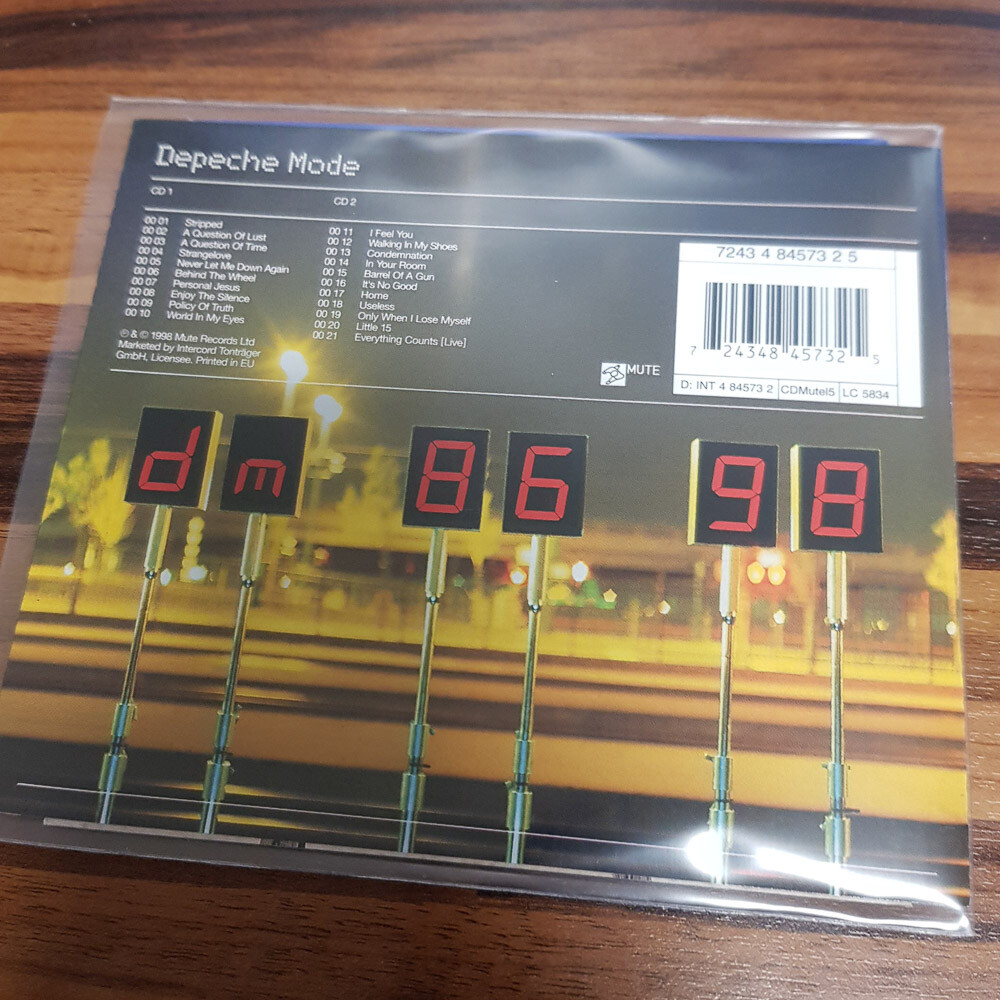 Depeche Mode
CD 1
00 01 Stripped
00 02 A Question Of Lust
00 03 A Question Of Time
00 04 Strangelove
00 05 Never Let Me Down Again
00 06 Behind The Wheel
00 07 Personal Jesus
00 08 Enjoy The Silence
00 09 Policy Of Truth
00 10 World In My Eyes
CD 2
00 11 I Feel You
00 12 Walking In My Shoes
00 13 Condemnation
00 14 In Your Room
00 15 Barrel Of A Gun
00 16 It's No Good
00 17 Home
00 18 Useless
00 19 Only When I Lose Myself
00 20 Little 15
00 21 Everything Counts [Live]
℗ & © 1998 Mute Records Ltd
Marketed by Intercord Tonträger
GmbH, Licensee. Printed in EU
MUTE
7243 4 84573 2 5
7 24348 45732 5
D: INT 4 84573 2 CDMutel5 LC 5834
dm 86 98